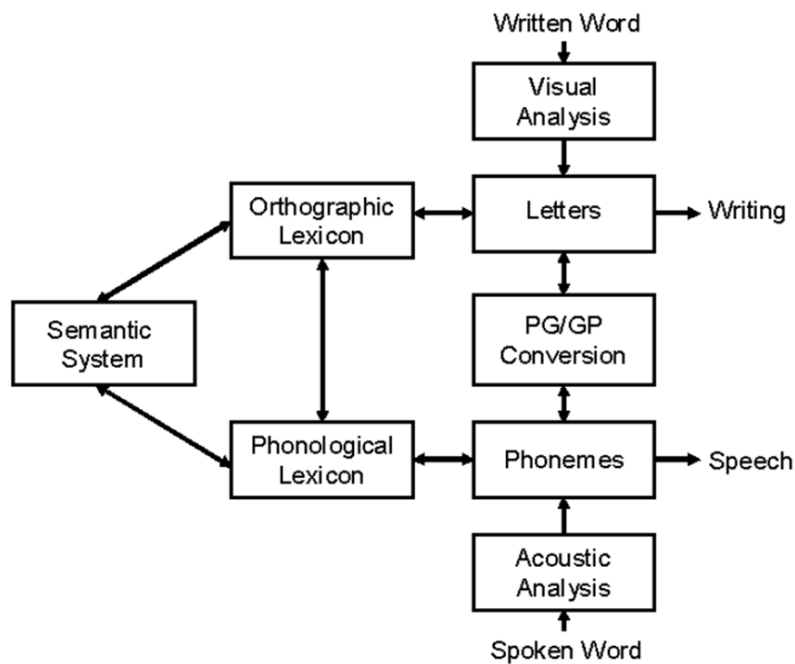 Written Word
Visual
Analysis
Orthographic
Lexicon
Letters
Writing
Semantic
System
PG/GP
Conversion
Phonological
Lexicon
Phonemes
Speech
Acoustic
Analysis
Spoken Word